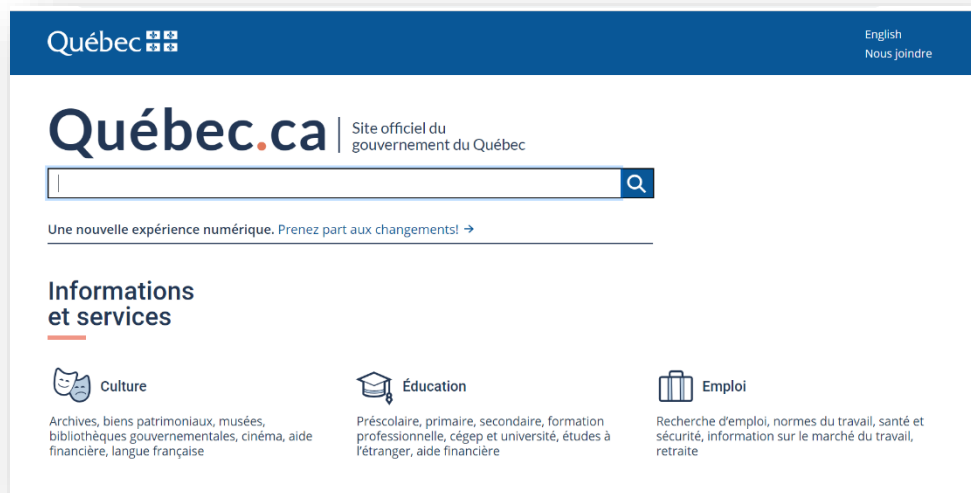 Québec
English
Nous joindre
Québec.ca
Site officiel du
gouvernement du Québec
Une nouvelle expérience numérique. Prenez part aux changements! →
Informations
et services
Culture
Archives, biens patrimoniaux, musées,
bibliothèques gouvernementales, cinéma, aide
financière, langue française
Éducation
Préscolaire, primaire, secondaire, formation
professionnelle, cégep et université, études à
l'étranger, aide financière
Emploi
Recherche d'emploi, normes du travail, santé et
sécurité, information sur le marché du travail,
retraite